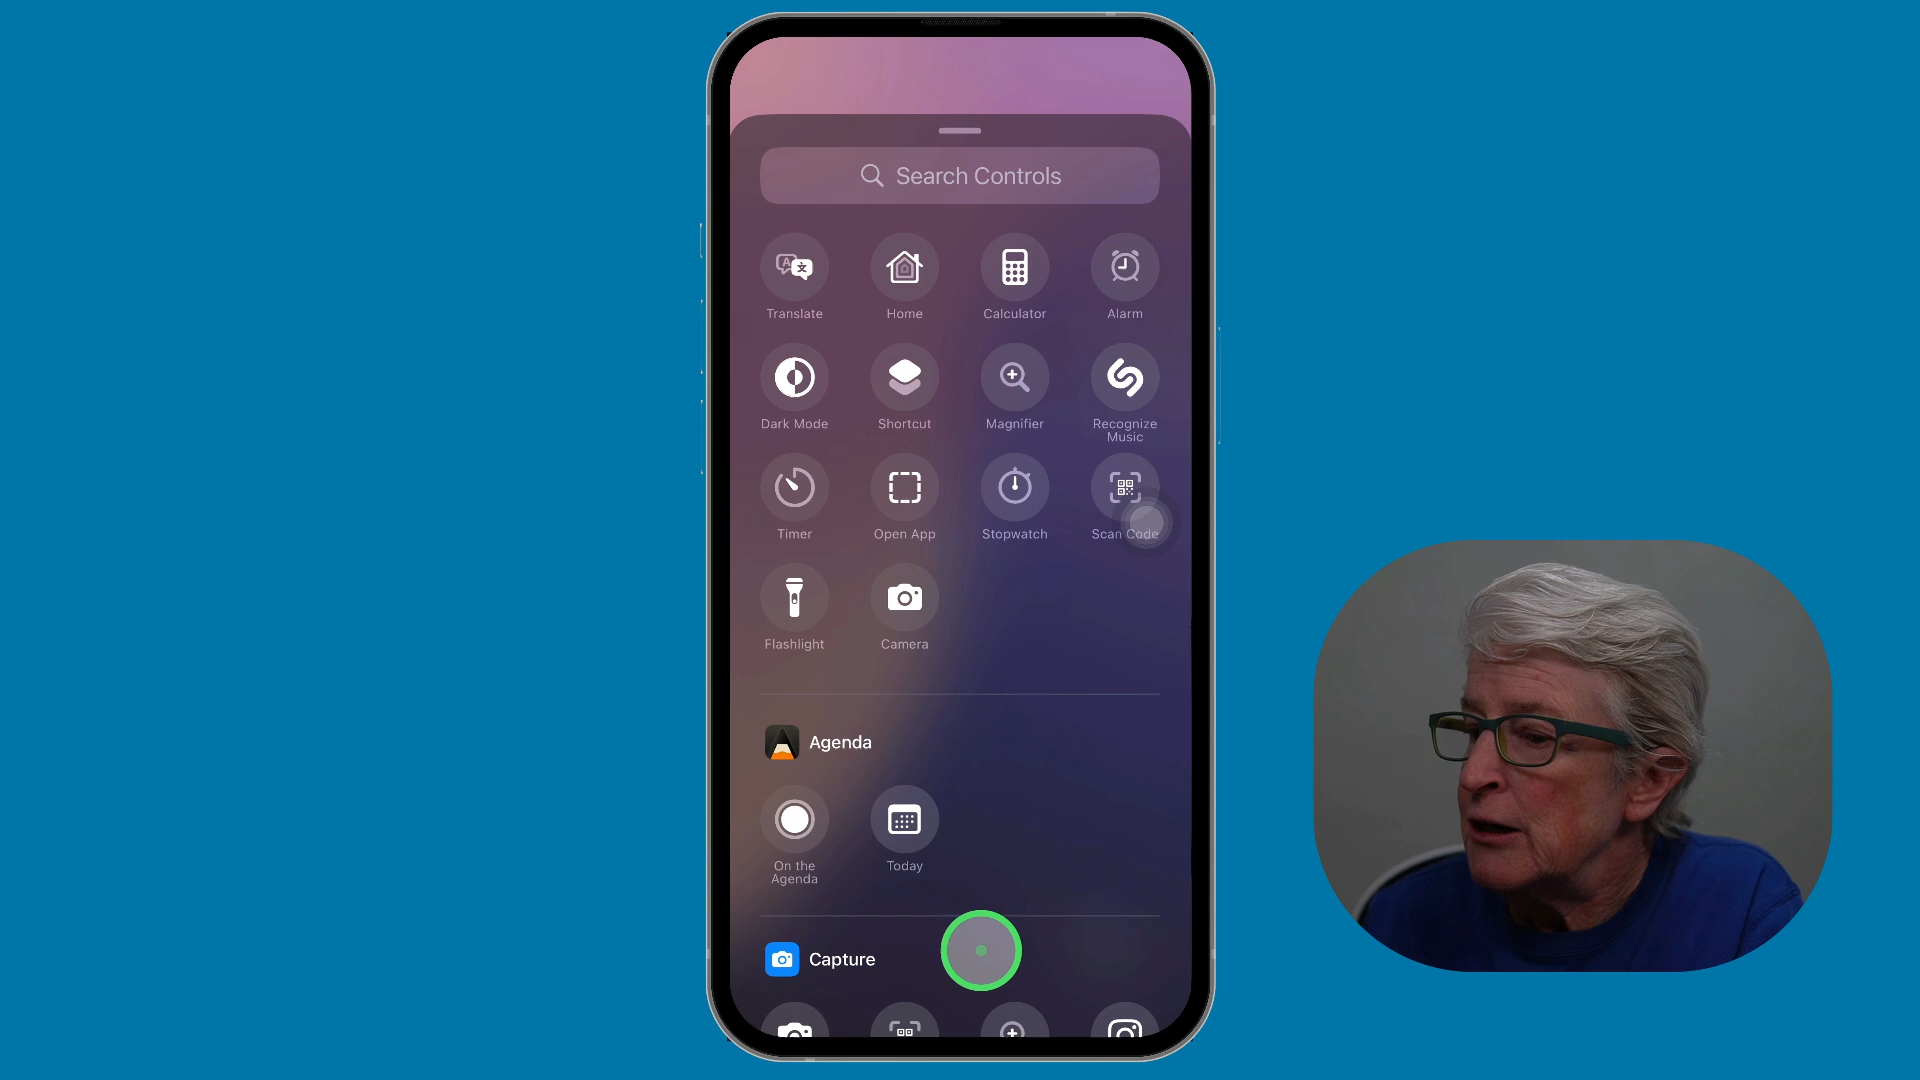 Search Controls
Translate
Home
Calculator
Alarm
Dark Mode
Shortcut
Magnifier
Recognize
Music
Timer
Open App
Stopwatch
Scan Code
Flashlight
Camera
Agenda
On the
Agenda
Today
Capture